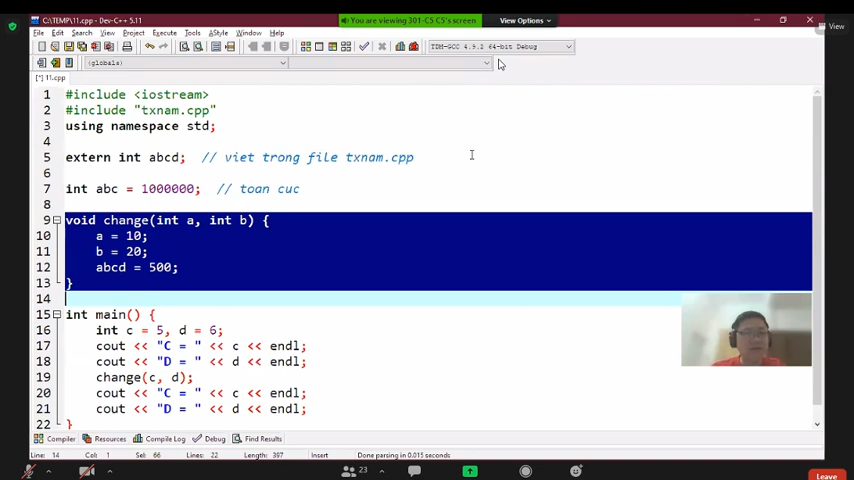 C:\TEMP\11.cpp - Dev-C++ 5.11
You are viewing 301-C5 C5's screen
View Options
View
File Edit Search View Project Execute Tools AStyle Window Help
TDM-GCC 4.9.2 64-bit Debug
(globals)
[*] 11.cpp
1 #include <iostream>
2 #include "txnam.cpp"
3 using namespace std;
4
5 extern int abcd; // viet trong file txnam.cpp
6
7 int abc = 1000000; // toan cuc
8
9 void change(int a, int b) {
10 a = 10;
11 b = 20;
12 abcd = 500;
13 }
14
15 int main() {
16 int c = 5, d = 6;
17 cout << "C = " << c << endl;
18 cout << "D = " << d << endl;
19 change(c, d);
20 cout << "C = " << c << endl;
21 cout << "D = " << d << endl;
22 }
Compiler Resources Compile Log Debug Find Results
Line: 14 Col: 1 Sel: 66 Lines: 22 Length: 397 Insert Done parsing in 0.015 seconds
23
Leave